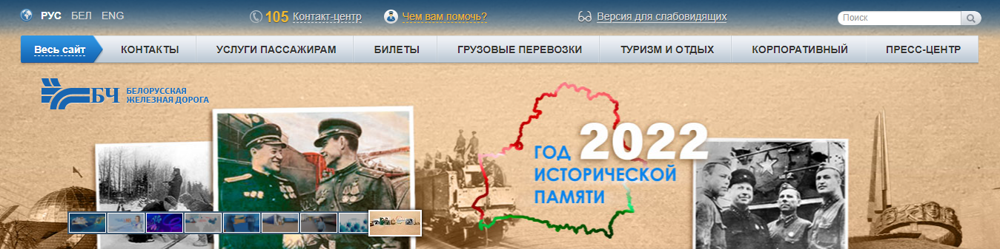 РУС БЕЛ ENG
105 Контакт-центр
Чем вам помочь?
Версия для слабовидящих
Поиск
Весь сайт
КОНТАКТЫ
УСЛУГИ ПАССАЖИРАМ
БИЛЕТЫ
ГРУЗОВЫЕ ПЕРЕВОЗКИ
ТУРИЗМ И ОТДЫХ
КОРПОРАТИВНЫЙ
ПРЕСС-ЦЕНТР
БЧ
БЕЛОРУССКАЯ
ЖЕЛЕЗНАЯ ДОРОГА
ГОД 2022
ИСТОРИЧЕСКОЙ
ПАМЯТИ